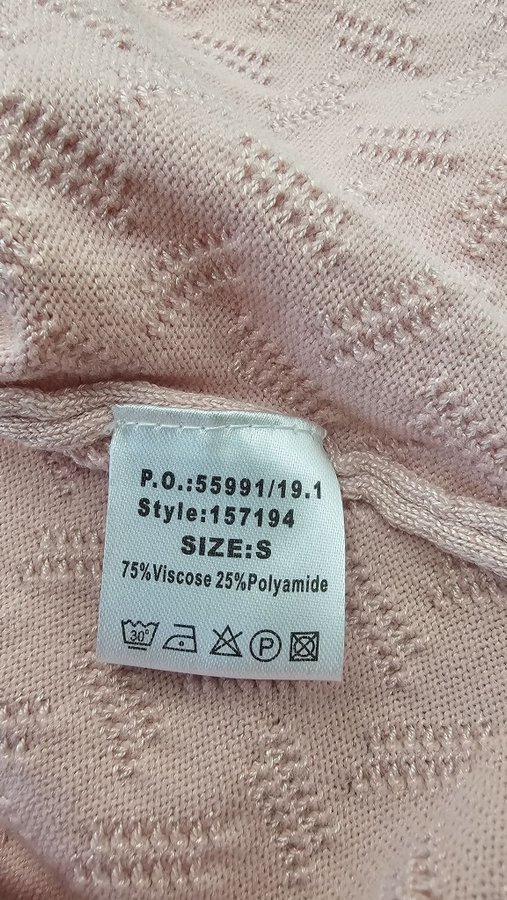 P.O.:55991/19.1
Style:157194
SIZE:S
75%Viscose 25%Polyamide
30° P